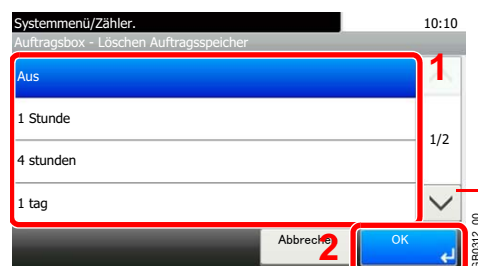 Systemmenü/Zähler. 10:10
Auftragsbox - Löschen Auftragsspeicher
Aus 1
1 Stunde
1/2
4 stunden
1 tag
2 OK